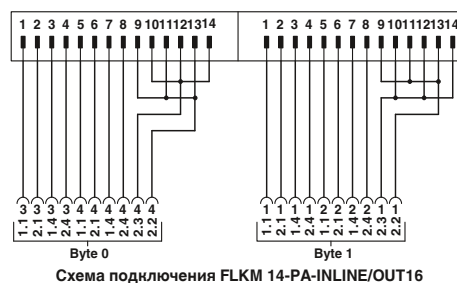 1 2 3 4 5 6 7 8 9 10 11 12 13 14 1 2 3 4 5 6 7 8 9 10 11 12 13 14
3 3 3 3 4 4 4 4 4 4 1 1 1 1 2 2 2 2 1 1
1.1 2.1 1.4 2.4 1.1 2.1 1.4 2.4 2.3 2.2 1.1 2.1 1.4 2.4 1.1 2.1 1.4 2.4 2.3 2.2
Byte 0 Byte 1
Схема подключения FLKM 14-PA-INLINE/OUT16